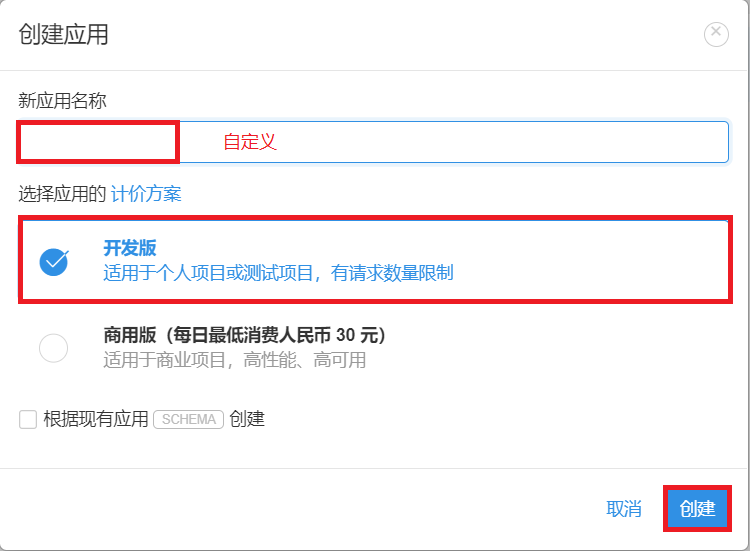 创建应用
新应用名称
自定义
选择应用的 计价方案
开发版
适用于个人项目或测试项目，有请求数量限制
商用版（每日最低消费人民币 30 元）
适用于商业项目，高性能、高可用
根据现有应用 SCHEMA 创建
取消 创建